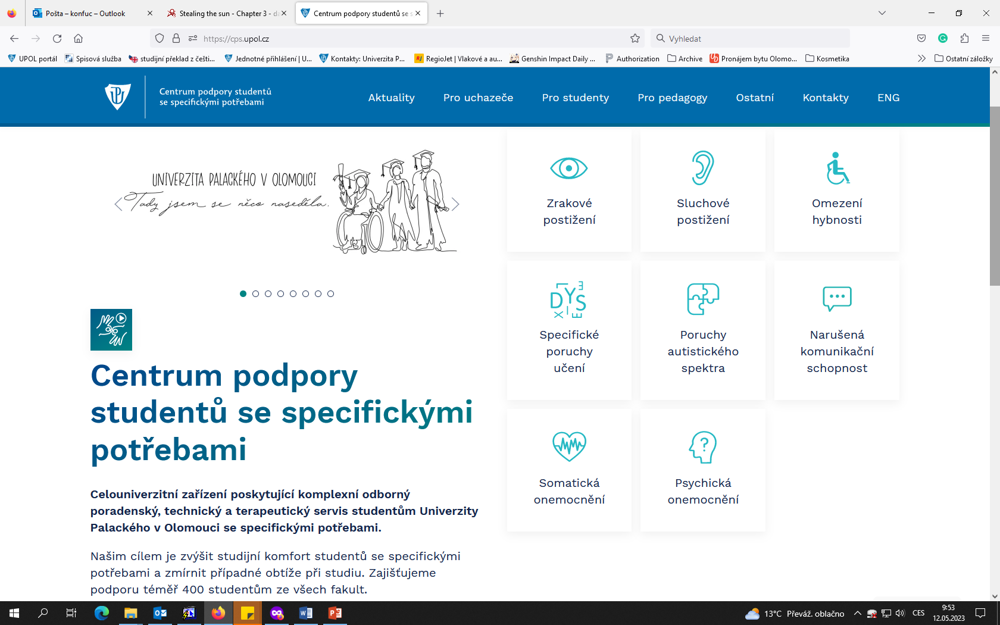 Pošta – konfuc – Outlook
Stealing the sun - Chapter 3 - da
Centrum podpory studentů se s
https://cps.upol.cz
Vyhledat
UPOL portál
Spisová služba
studijní překlad z češti...
Jednotné přihlášení | U...
Kontakty: Univerzita P...
RegioJet | Vlakové a au...
Genshin Impact Daily ...
Authorization
Archive
Pronájem bytu Olomo...
Kosmetika
Ostatní záložky
Centrum podpory studentů
se specifickými potřebami
Aktuality
Pro uchazeče
Pro studenty
Pro pedagogy
Ostatní
Kontakty
ENG
UNIVERZITA PALACKÉHO V OLOMOUCI
Tady jsem se něco naseděla.
Centrum podpory
studentů se specifickými
potřebami
Celouniverzitní zařízení poskytující komplexní odborný
poradenský, technický a terapeutický servis studentům Univerzity
Palackého v Olomouci se specifickými potřebami.
Našim cílem je zvýšit studijní komfort studentů se specifickými
potřebami a zmírnit případné obtíže při studiu. Zajišťujeme
podporu téměř 400 studentům ze všech fakult.
Zrakové
postižení
Sluchové
postižení
Omezení
hybnosti
DYS
XIE
Specifické
poruchy
učení
Poruchy
autistického
spektra
Narušená
komunikační
schopnost
Somatická
onemocnění
?
Psychická
onemocnění
13°C Převáž. oblačno
CES
9:53
12.05.2023